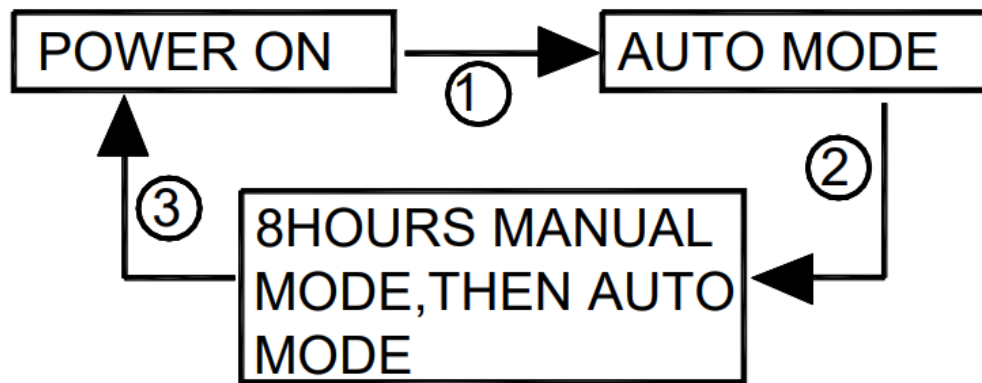 POWER ON
1
AUTO MODE
2
8HOURS MANUAL
MODE,THEN AUTO
MODE
3